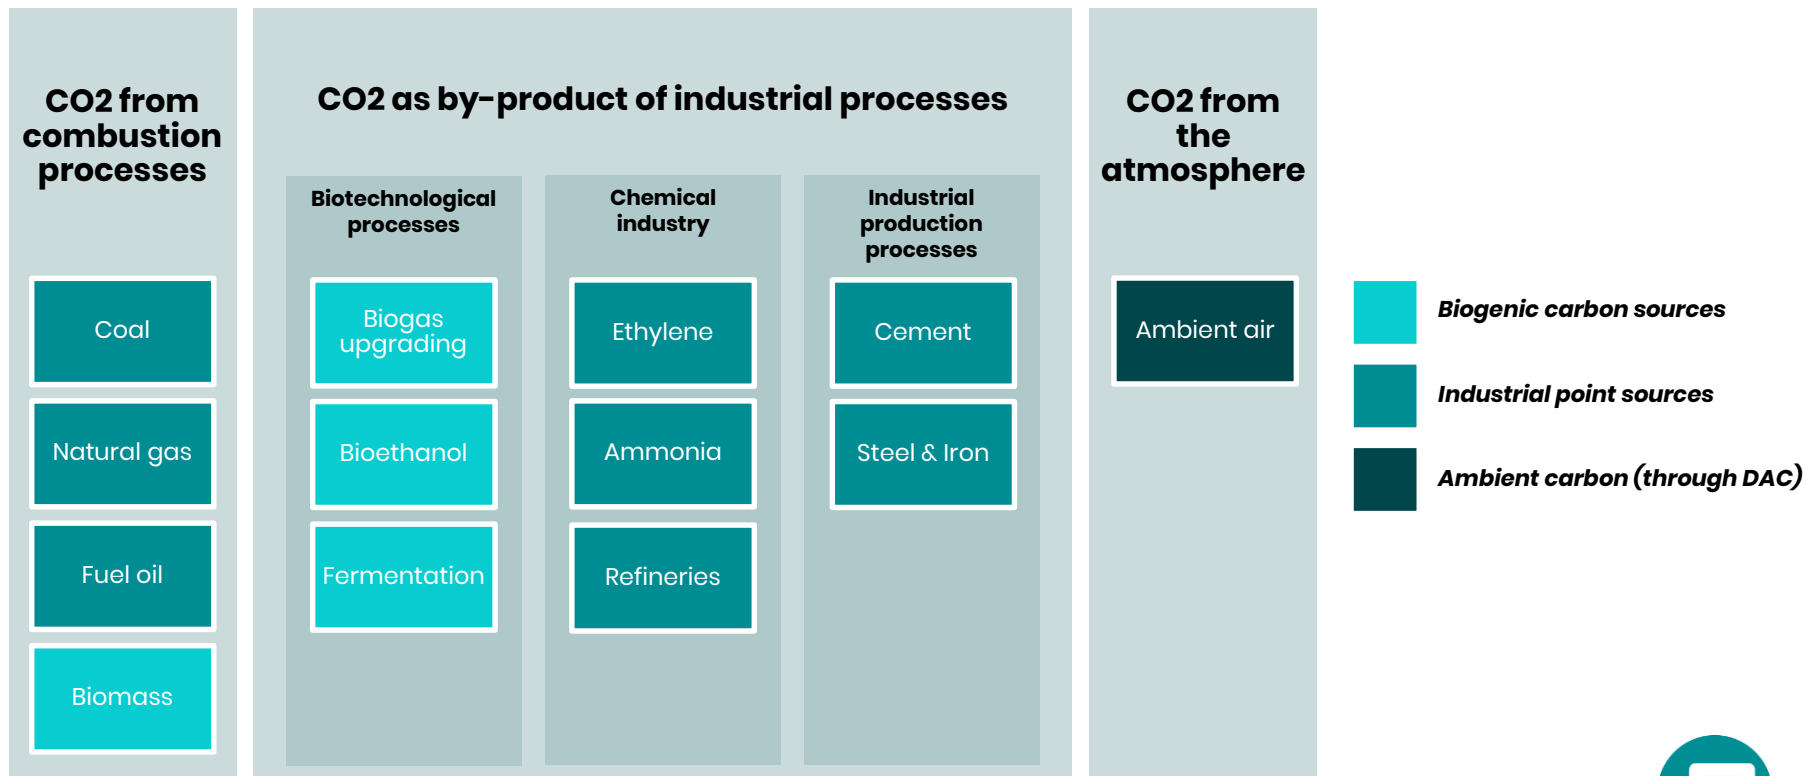 CO2 from
combustion
processes
Coal
Natural gas
Fuel oil
Biomass
CO2 as by-product of industrial processes
Biotechnological
processes
Biogas
upgrading
Bioethanol
Fermentation
Chemical
industry
Ethylene
Ammonia
Refineries
Industrial
production
processes
Cement
Steel & Iron
CO2 from
the
atmosphere
Ambient air
Biogenic carbon sources
Industrial point sources
Ambient carbon (through DAC)